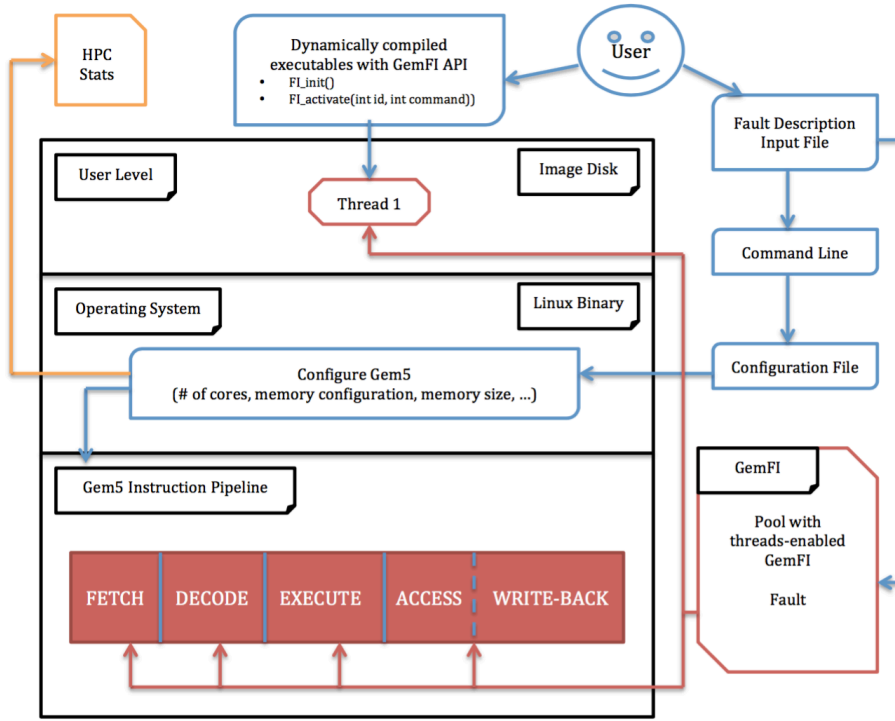 HPC
Stats
Dynamically compiled
executables with GemFI API
• FI_init()
• FI_activate(int id, int command))
User
Fault Description
Input File
User Level
Image Disk
Thread 1
Command Line
Operating System
Linux Binary
Configure Gem5
(# of cores, memory configuration, memory size, ...)
Configuration File
Gem5 Instruction Pipeline
GemFI
Pool with
threads-enabled
GemFI
Fault
FETCH DECODE EXECUTE ACCESS WRITE-BACK